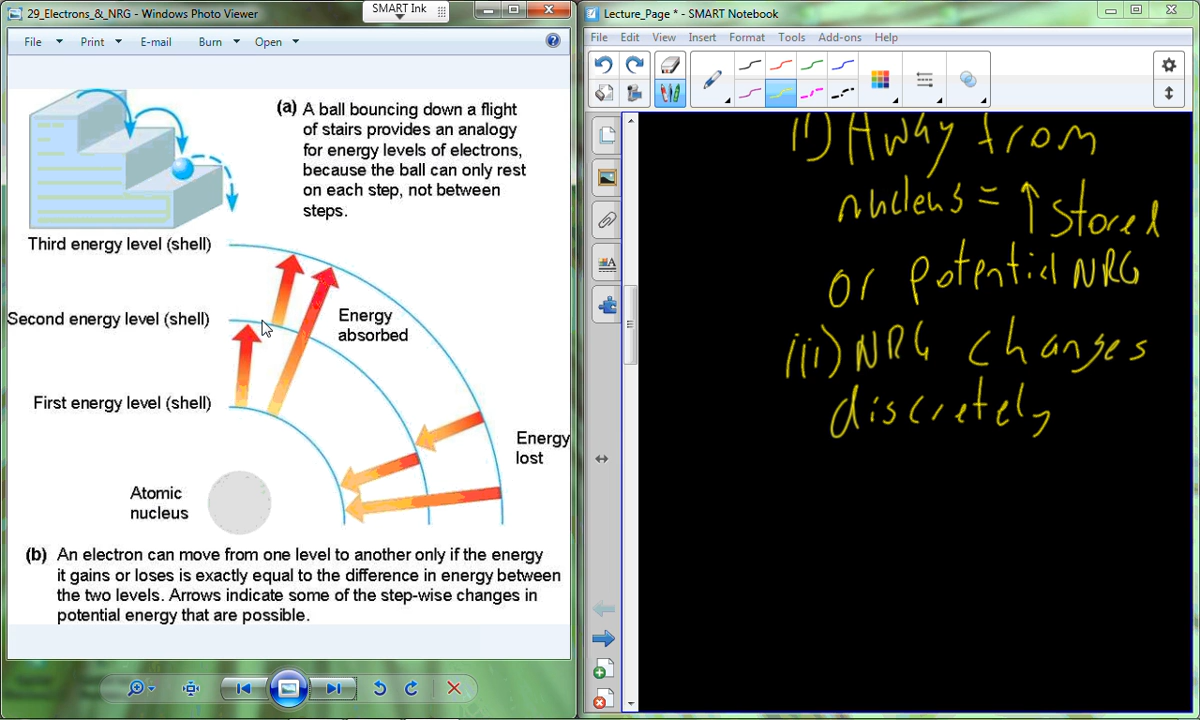 29_Electrons_&_NRG - Windows Photo Viewer
SMART Ink
File Print E-mail Burn Open
(a) A ball bouncing down a flight
of stairs provides an analogy
for energy levels of electrons,
because the ball can only rest
on each step, not between
steps.
Third energy level (shell)
Second energy level (shell)
Energy
absorbed
First energy level (shell)
Energy
lost
Atomic
nucleus
(b) An electron can move from one level to another only if the energy
it gains or loses is exactly equal to the difference in energy between
the two levels. Arrows indicate some of the step-wise changes in
potential energy that are possible.
Lecture_Page * - SMART Notebook
File Edit View Insert Format Tools Add-ons Help
Away from
nucleus = ↑ stored
or potential NRG
iii) NRG changes
discretely